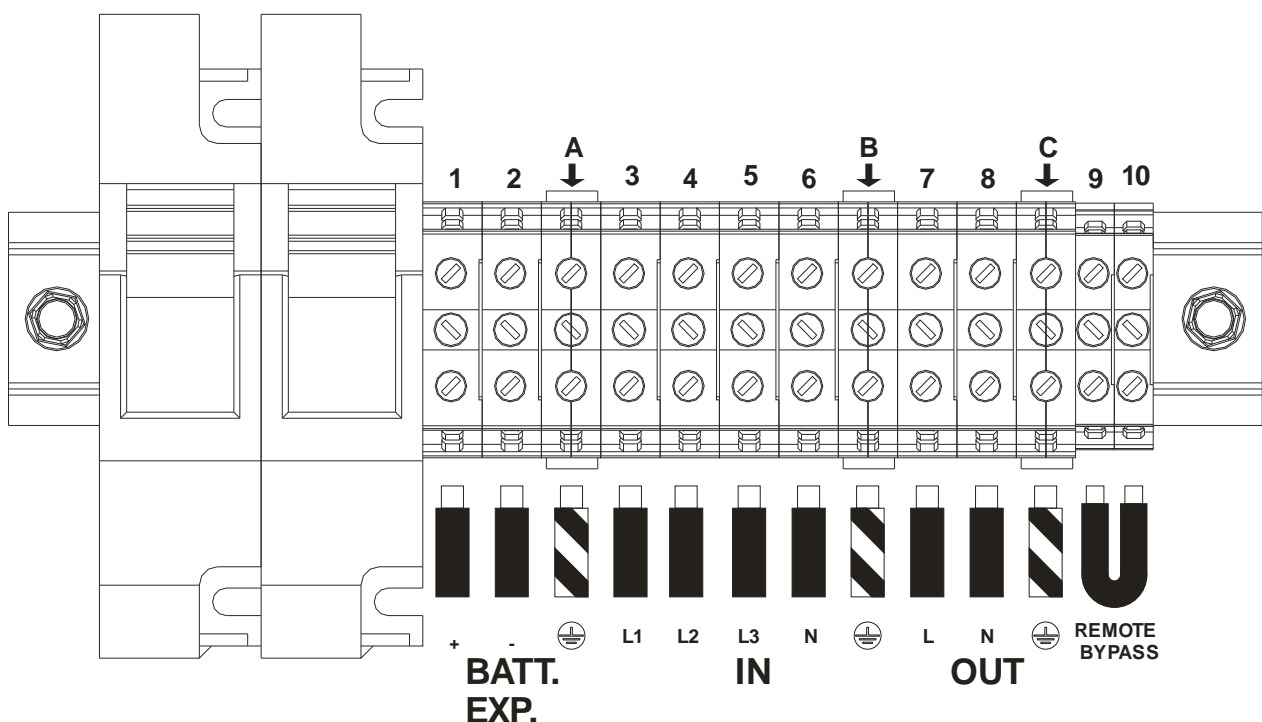 A B C
1 2 3 4 5 6 7 8 9 10
+ - L1 L2 L3 N L N REMOTE
BYPASS
BATT. IN OUT
EXP.